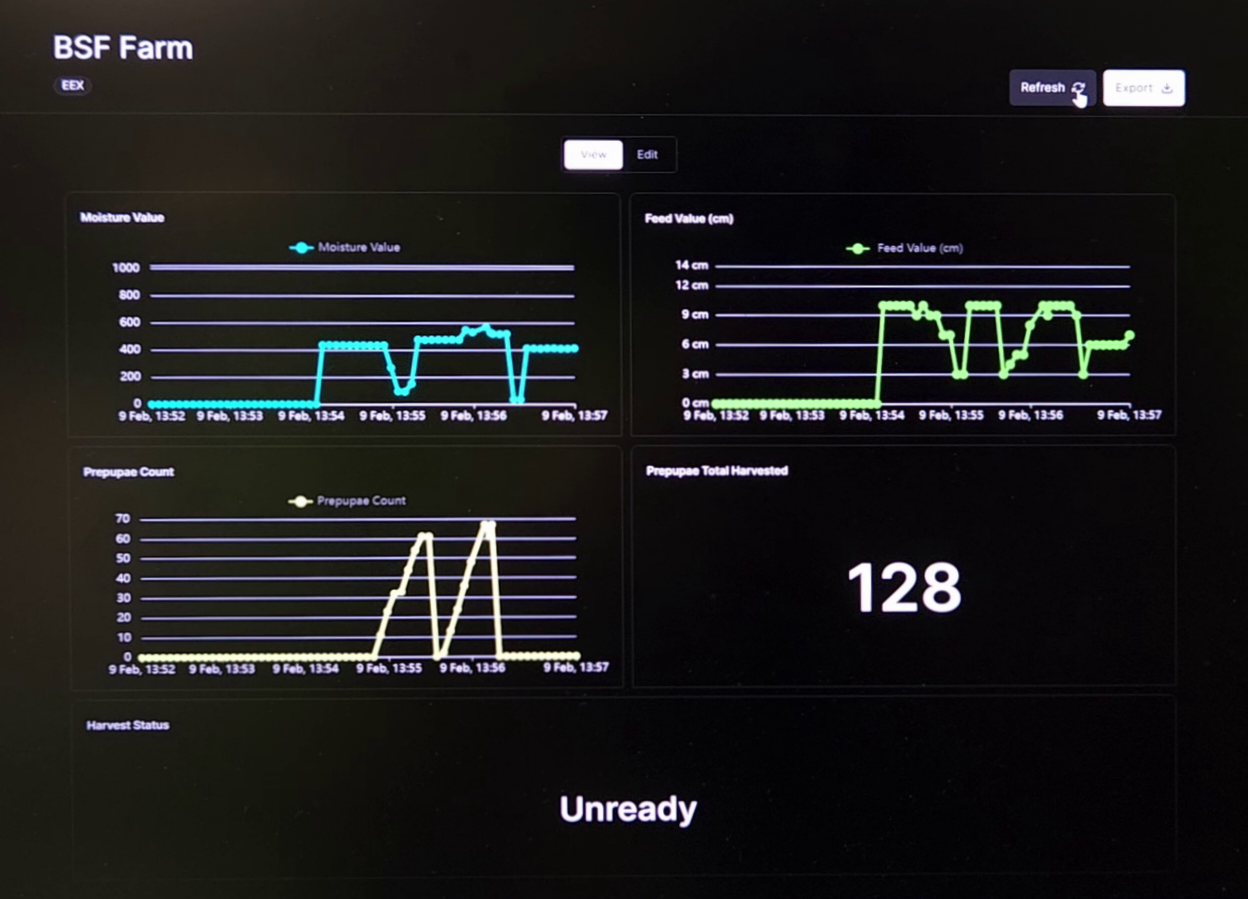 BSF Farm
EEX
Refresh
Export
View
Edit
Moisture Value
Moisture Value
1000
800
600
400
200
0
9 Feb, 13:52 9 Feb, 13:53 9 Feb, 13:54 9 Feb, 13:55 9 Feb, 13:56 9 Feb, 13:57
Feed Value (cm)
Feed Value (cm)
14 cm
12 cm
9 cm
6 cm
3 cm
0 cm
9 Feb, 13:52 9 Feb, 13:53 9 Feb, 13:54 9 Feb, 13:55 9 Feb, 13:56 9 Feb, 13:57
Prepupae Count
Prepupae Count
70
60
50
40
30
20
10
0
9 Feb, 13:52 9 Feb, 13:53 9 Feb, 13:54 9 Feb, 13:55 9 Feb, 13:56 9 Feb, 13:57
Prepupae Total Harvested
128
Harvest Status
Unready